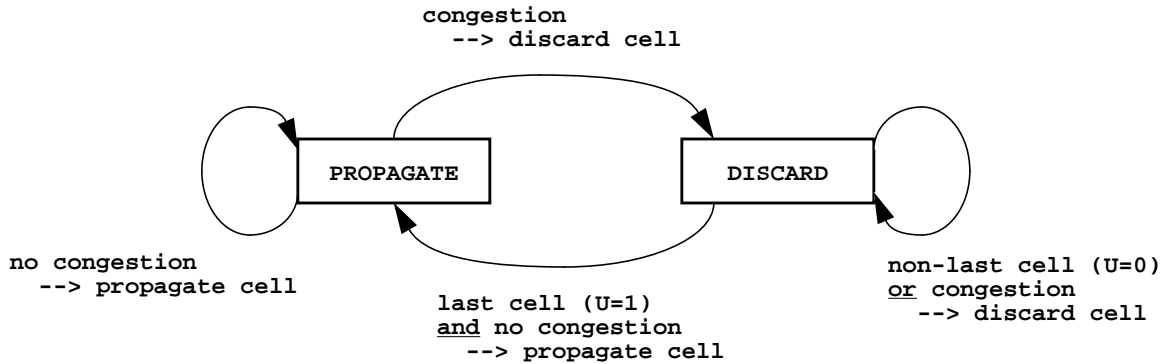 congestion
--> discard cell
PROPAGATE
DISCARD
no congestion
--> propagate cell
last cell (U=1)
and no congestion
--> propagate cell
non-last cell (U=0)
or congestion
--> discard cell